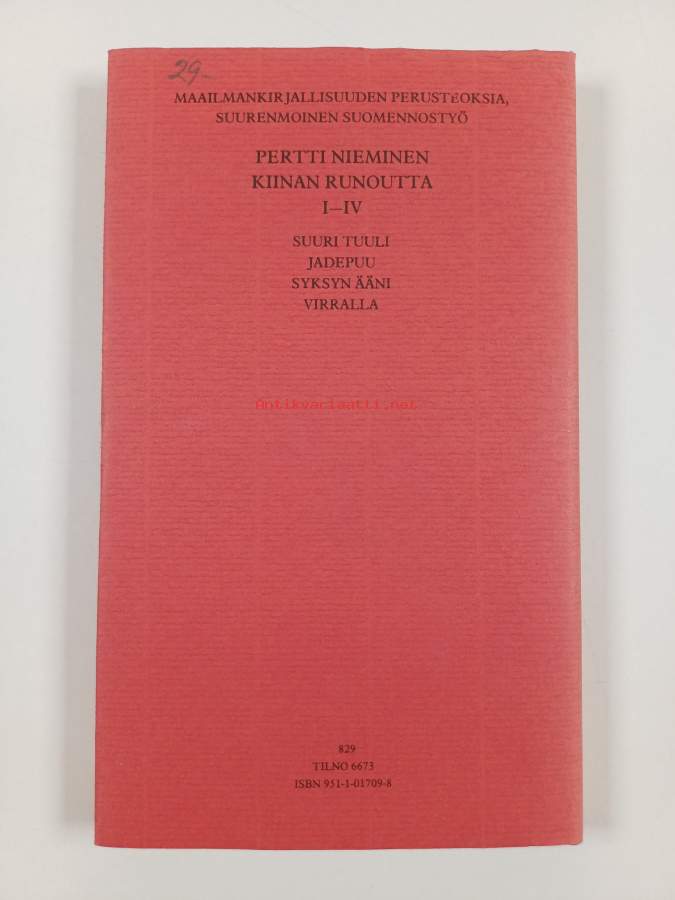 29-
MAAILMANKIRJALLISUUDEN PERUSTEOKSIA,
SUURENMOINEN SUOMENNOSTYÖ
PERTTI NIEMINEN
KIINAN RUNOUTTA
I–IV
SUURI TUULI
JADEPUU
SYKSYN ÄÄNI
VIRRALLA
Antikvariaatti.net
829
TILNO 6673
ISBN 951-1-01709-8